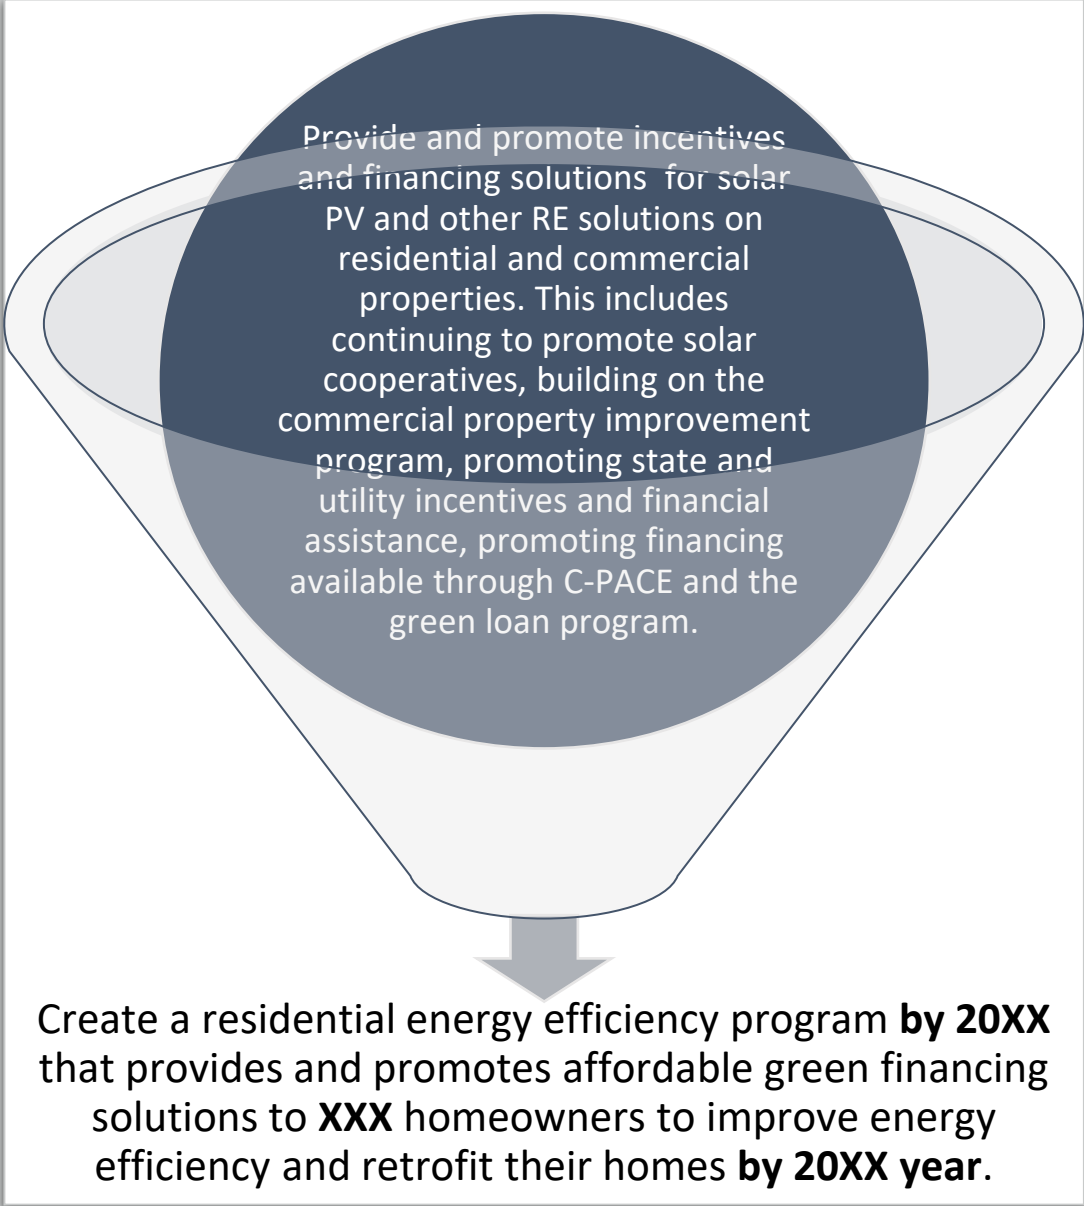 Provide and promote incentives
and financing solutions  for solar
PV and other RE solutions on
residential and commercial
properties. This includes
continuing to promote solar
cooperatives, building on the
commercial property improvement
program, promoting state and
utility incentives and financial
assistance, promoting financing
available through C-PACE and the
green loan program.
Create a residential energy efficiency program by 20XX
that provides and promotes affordable green financing
solutions to XXX homeowners to improve energy
efficiency and retrofit their homes by 20XX year.